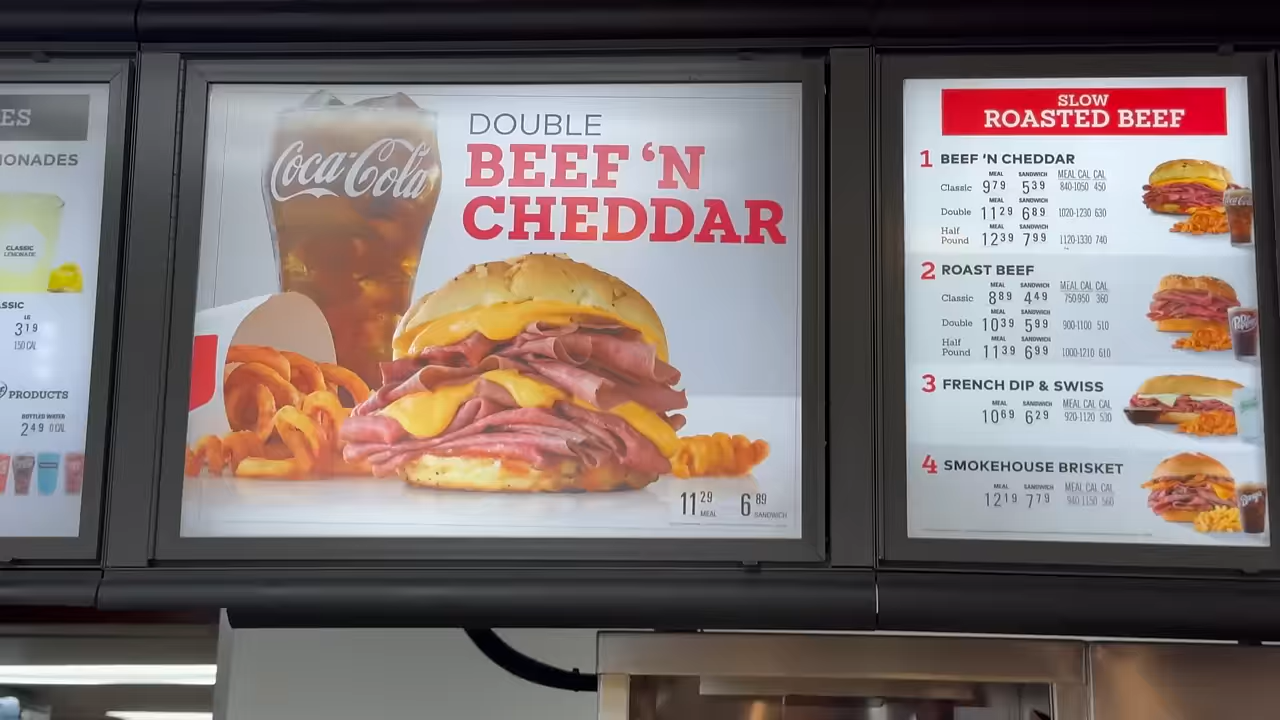 ES
IONADES
CLASSIC
LEMONADE
SSIC
LG
3 19
150 CAL
PRODUCTS
BOTTLED WATER
2 49 0 CAL
Coca-Cola
DOUBLE
BEEF 'N
CHEDDAR
11 29 MEAL 6 89 SANDWICH
SLOW
ROASTED BEEF
1 BEEF 'N CHEDDAR
MEAL SANDWICH MEAL CAL CAL
Classic 9 79 5 39 840-1050 450
MEAL SANDWICH
Double 11 29 6 89 1020-1230 630
MEAL SANDWICH
Half
Pound 12 39 7 99 1120-1330 740
Coca-Cola
2 ROAST BEEF
MEAL SANDWICH MEAL CAL CAL
Classic 8 89 4 49 750-950 360
MEAL SANDWICH
Double 10 39 5 99 900-1100 510
MEAL SANDWICH
Half
Pound 11 39 6 99 1000-1210 610
Dr Pepper
3 FRENCH DIP & SWISS
MEAL SANDWICH MEAL CAL CAL
10 69 6 29 920-1120 530
4 SMOKEHOUSE BRISKET
MEAL SANDWICH MEAL CAL CAL
12 19 7 79 940-1150 560
Barq's